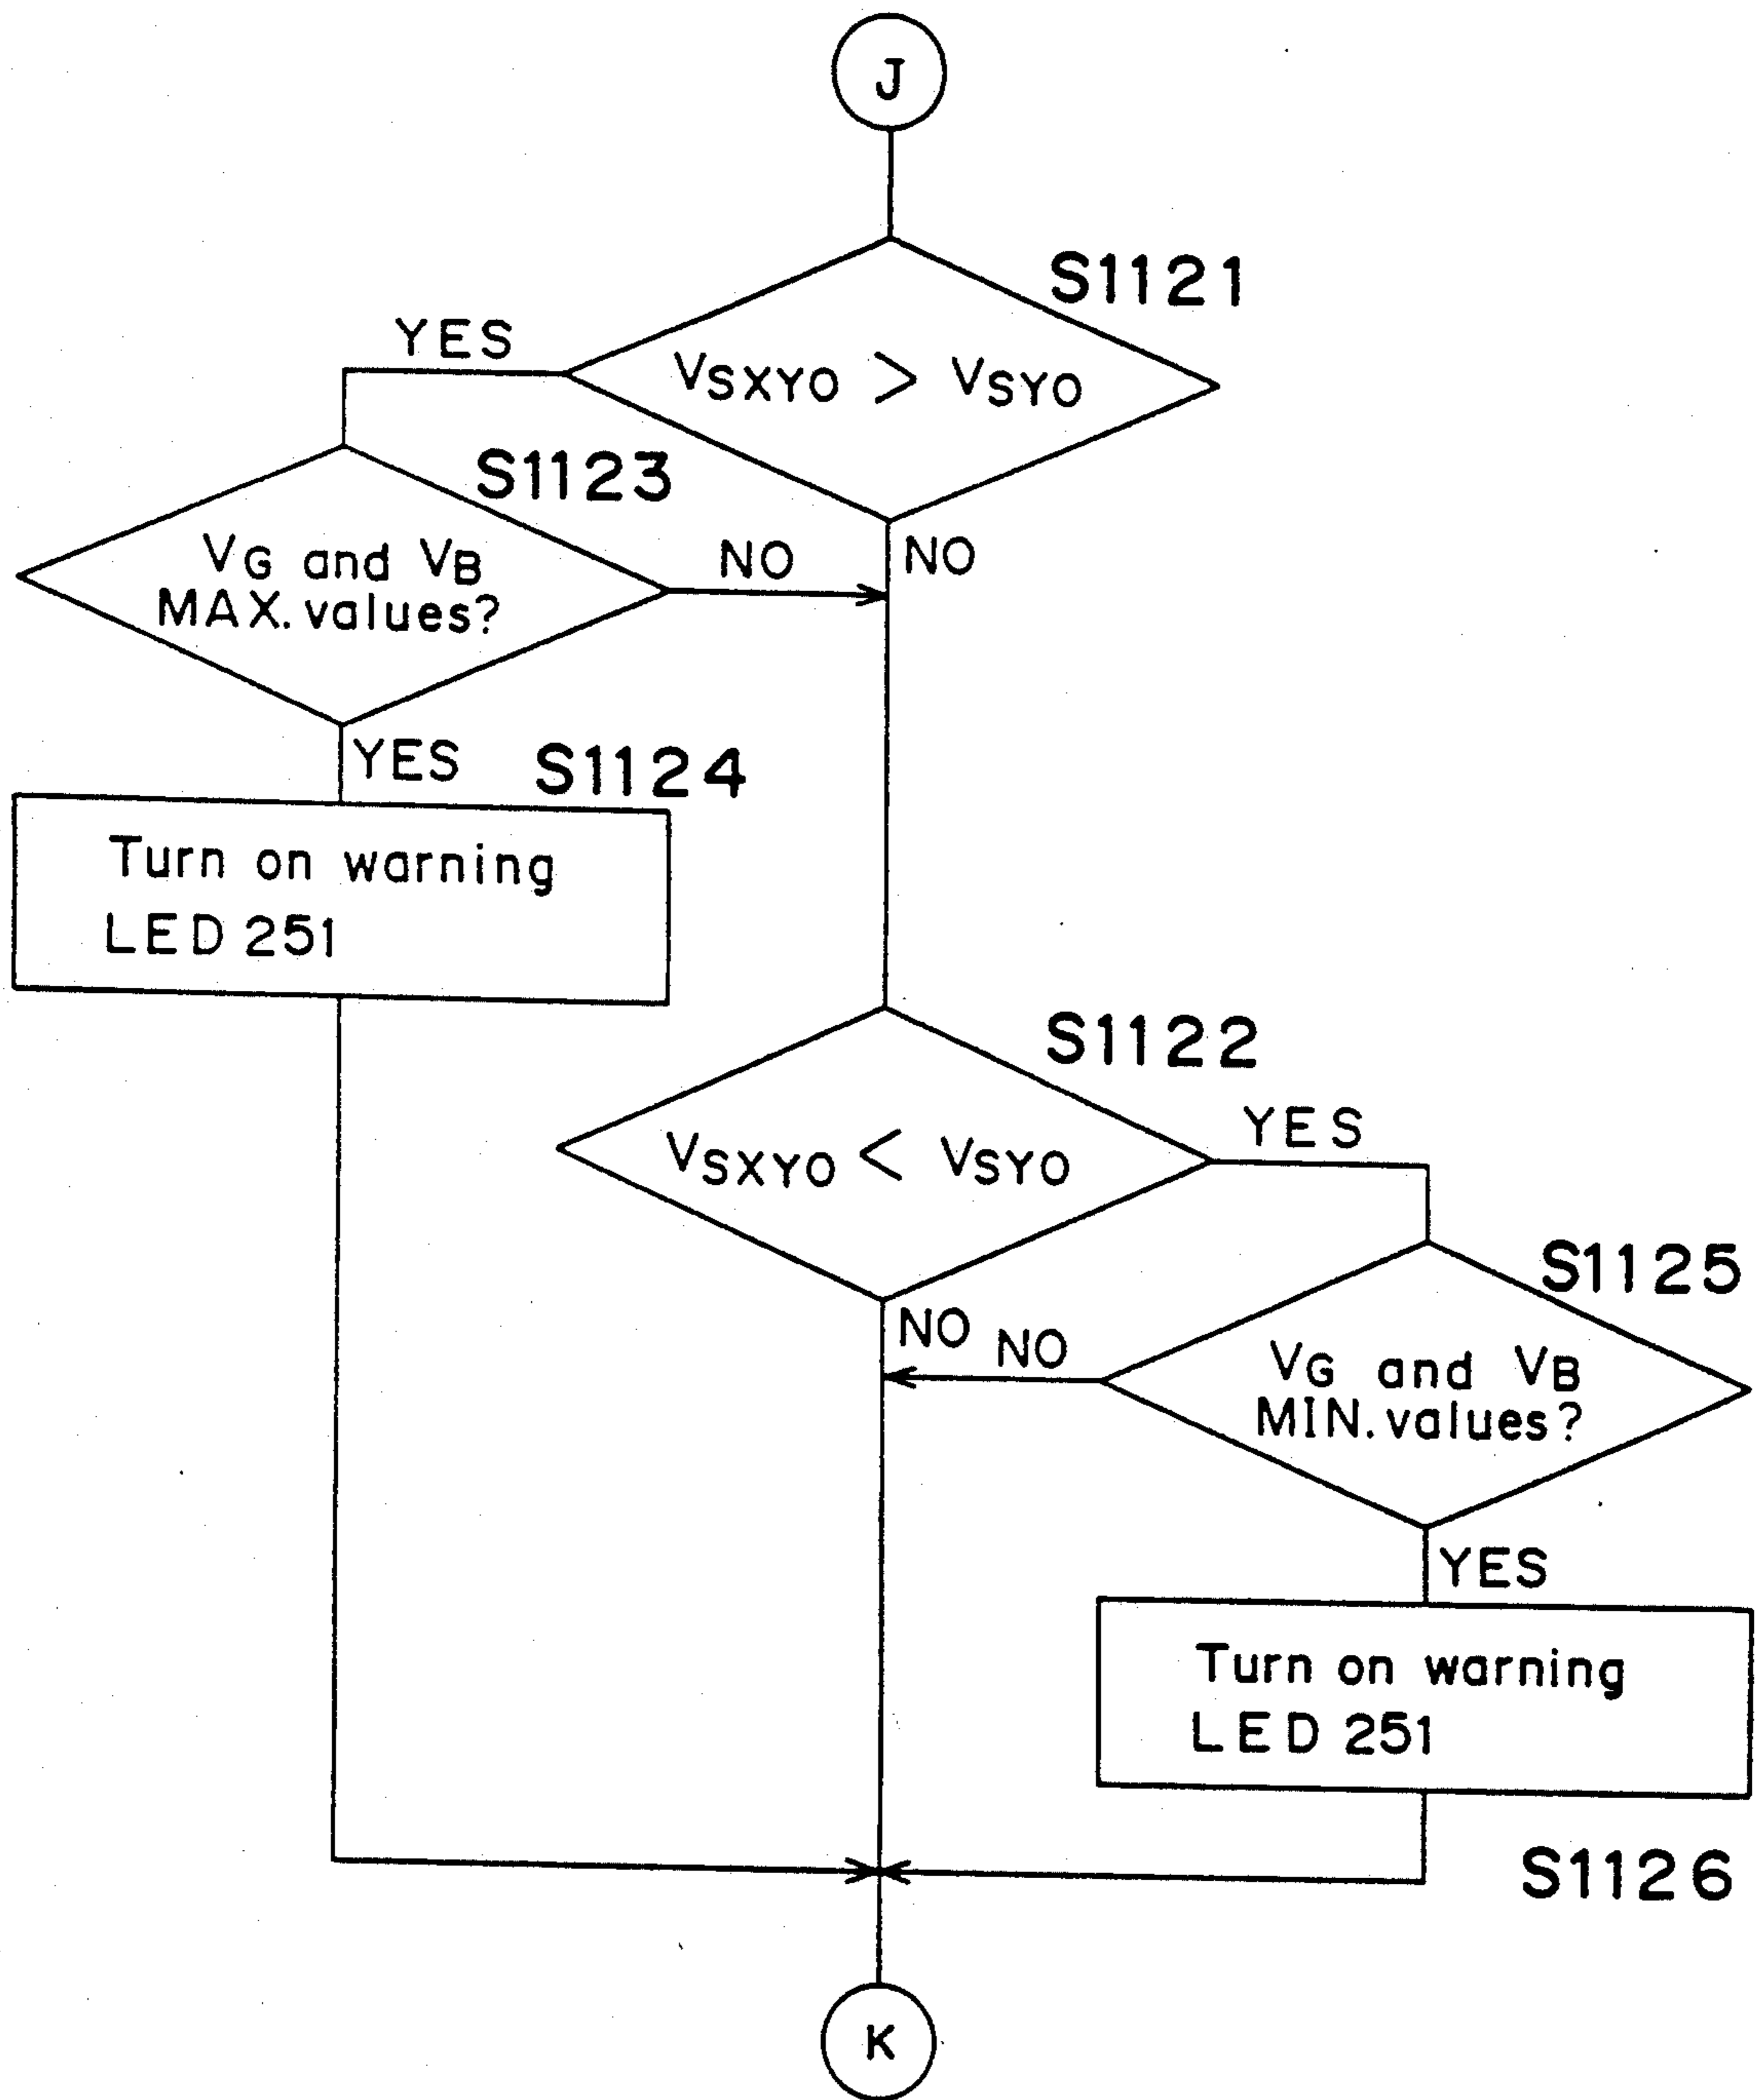 J
S1121
YES
VSXYO > VSYO
S1123
VG and VB
MAX. values?
NO
NO
YES
S1124
Turn on warning
LED 251
S1122
VSXYO < VSYO
YES
S1125
NO
NO
VG and VB
MIN. values?
YES
Turn on warning
LED 251
S1126
K